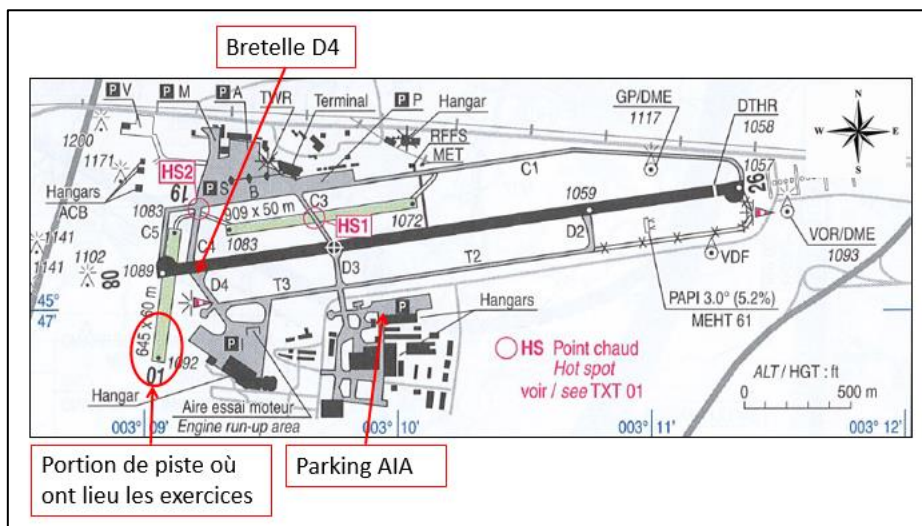 Bretelle D4
V
M
A
TWR
Terminal
P
Hangar
GP/DME
1117
DTHR
1058
N
W
E
S
1200
1171
RFFS
MET
C1
1057
26
HS2
19
S
B
Hangars
ACB
1083
909 x 50 m
C3
1059
HS1
1072
C5
C4
1083
D2
VOR/DME
1093
1141
1141
1102
08
1089
D4
T3
D3
T2
VDF
45°
47'
645 x 60 m
P
P
Hangars
PAPI 3.0° (5.2%)
MEHT 61
01
1092
HS Point chaud
Hot spot
voir / see TXT 01
ALT / HGT : ft
0
500 m
Hangar
Aire essai moteur
Engine run-up area
003° 09'
003° 10'
003° 11'
003° 12'
Portion de piste où
ont lieu les exercices
Parking AIA